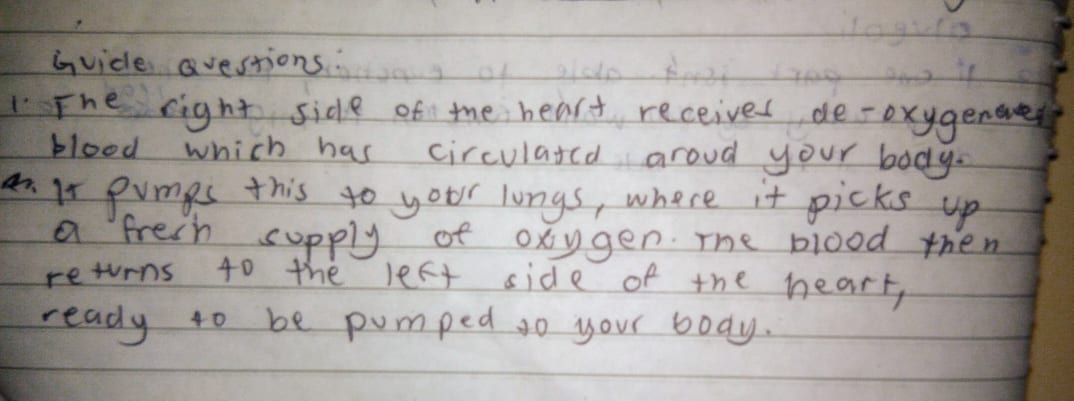 Guide Questions:
1. The right side of the heart receives de-oxygenated
blood which has circulated aroud your body.
It pumps this to your lungs, where it picks up
a fresh supply of oxygen. The blood then
returns to the left side of the heart,
ready to be pumped to your body.